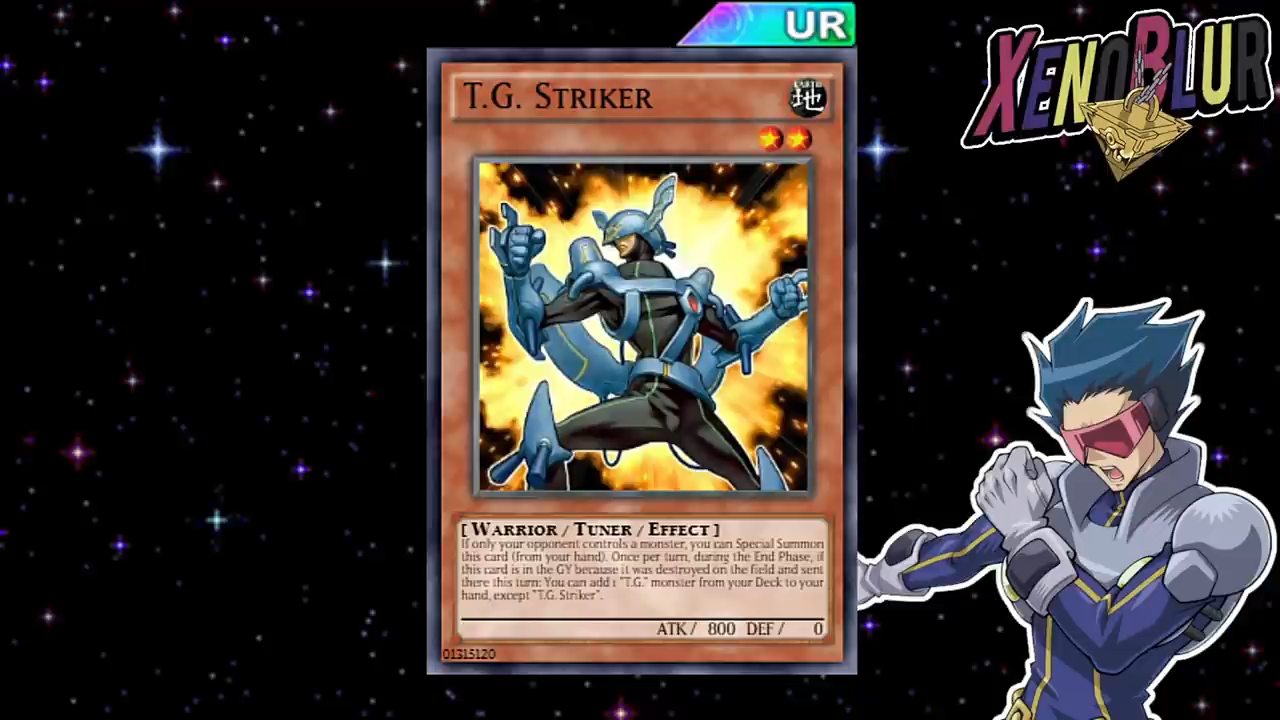 UR
XENOBLUR
T.G. STRIKER
EARTH
地
[ WARRIOR / TUNER / EFFECT ]
If only your opponent controls a monster, you can Special Summon
this card (from your hand). Once per turn, during the End Phase, if
this card is in the GY because it was destroyed on the field and sent
there this turn: You can add 1 "T.G." monster from your Deck to your
hand, except "T.G. Striker".
ATK / 800 DEF / 0
01315120